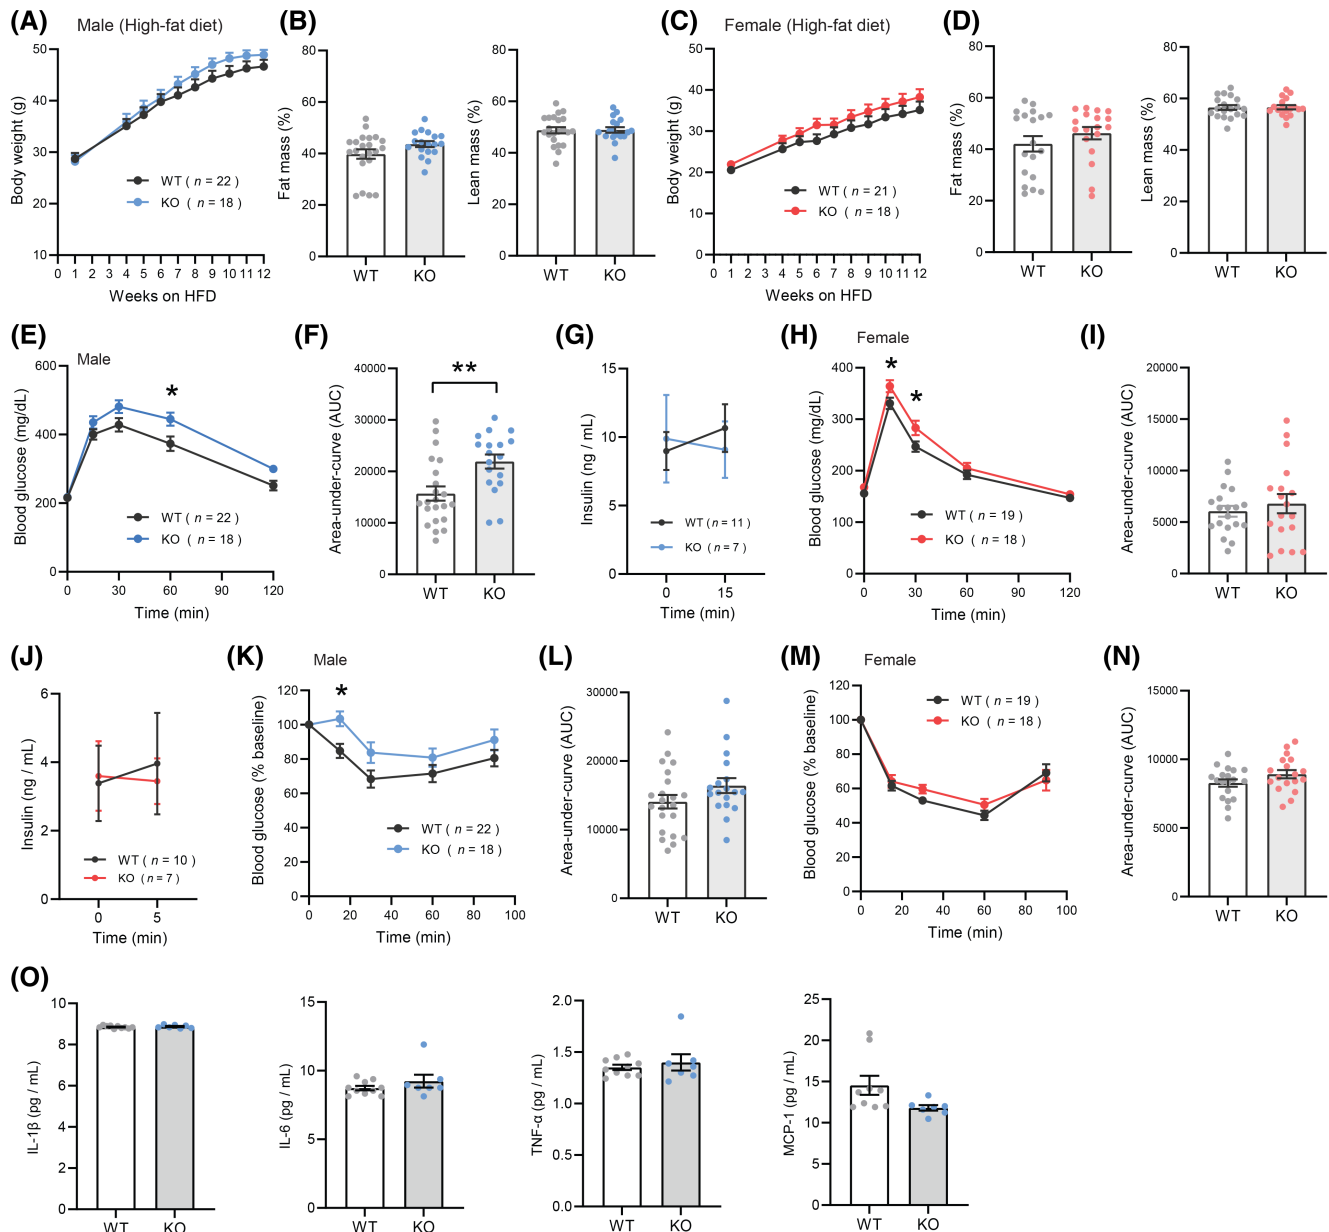 (A) Male (High-fat diet)
Body weight (g)
50
40
30
20
10
WT ( n = 22 )
KO ( n = 18 )
0 1 2 3 4 5 6 7 8 9 10 11 12
Weeks on HFD
(B)
Fat mass (%)
80
60
40
20
0
WT KO
Lean mass (%)
80
60
40
20
0
WT KO
(C) Female (High-fat diet)
Body weight (g)
50
40
30
20
10
0
WT ( n = 21 )
KO ( n = 18 )
0 1 2 3 4 5 6 7 8 9 10 11 12
Weeks on HFD
(D)
Fat mass (%)
80
60
40
20
0
WT KO
Lean mass (%)
80
60
40
20
0
WT KO
(E) Male
Blood glucose (mg/dL)
600
400
200
0
*
WT ( n = 22 )
KO ( n = 18 )
0 30 60 90 120
Time (min)
(F)
Area-under-curve (AUC)
40000
30000
20000
10000
0
**
WT KO
(G)
Insulin (ng / mL)
15
10
5
0
WT ( n = 11 )
KO ( n = 7 )
0 15
Time (min)
(H) Female
Blood glucose (mg/dL)
400
300
200
100
0
*
*
WT ( n = 19 )
KO ( n = 18 )
0 30 60 90 120
Time (min)
(I)
Area-under-curve (AUC)
20000
15000
10000
5000
0
WT KO
(J)
Insulin (ng / mL)
6
4
2
0
WT ( n = 10 )
KO ( n = 7 )
0 5
Time (min)
(K) Male
Blood glucose (% baseline)
120
100
80
60
40
20
0
*
WT ( n = 22 )
KO ( n = 18 )
0 20 40 60 80 100
Time (min)
(L)
Area-under-curve (AUC)
30000
20000
10000
0
WT KO
(M) Female
Blood glucose (% baseline)
120
100
80
60
40
20
0
WT ( n = 19 )
KO ( n = 18 )
0 20 40 60 80 100
Time (min)
(N)
Area-under-curve (AUC)
15000
10000
5000
0
WT KO
(O)
IL-1β (pg / mL)
10
8
6
4
2
0
WT KO
IL-6 (pg / mL)
15
10
5
0
WT KO
TNF-α (pg / mL)
2.0
1.5
1.0
0.5
0.0
WT KO
MCP-1 (pg / mL)
25
20
15
10
5
0
WT KO